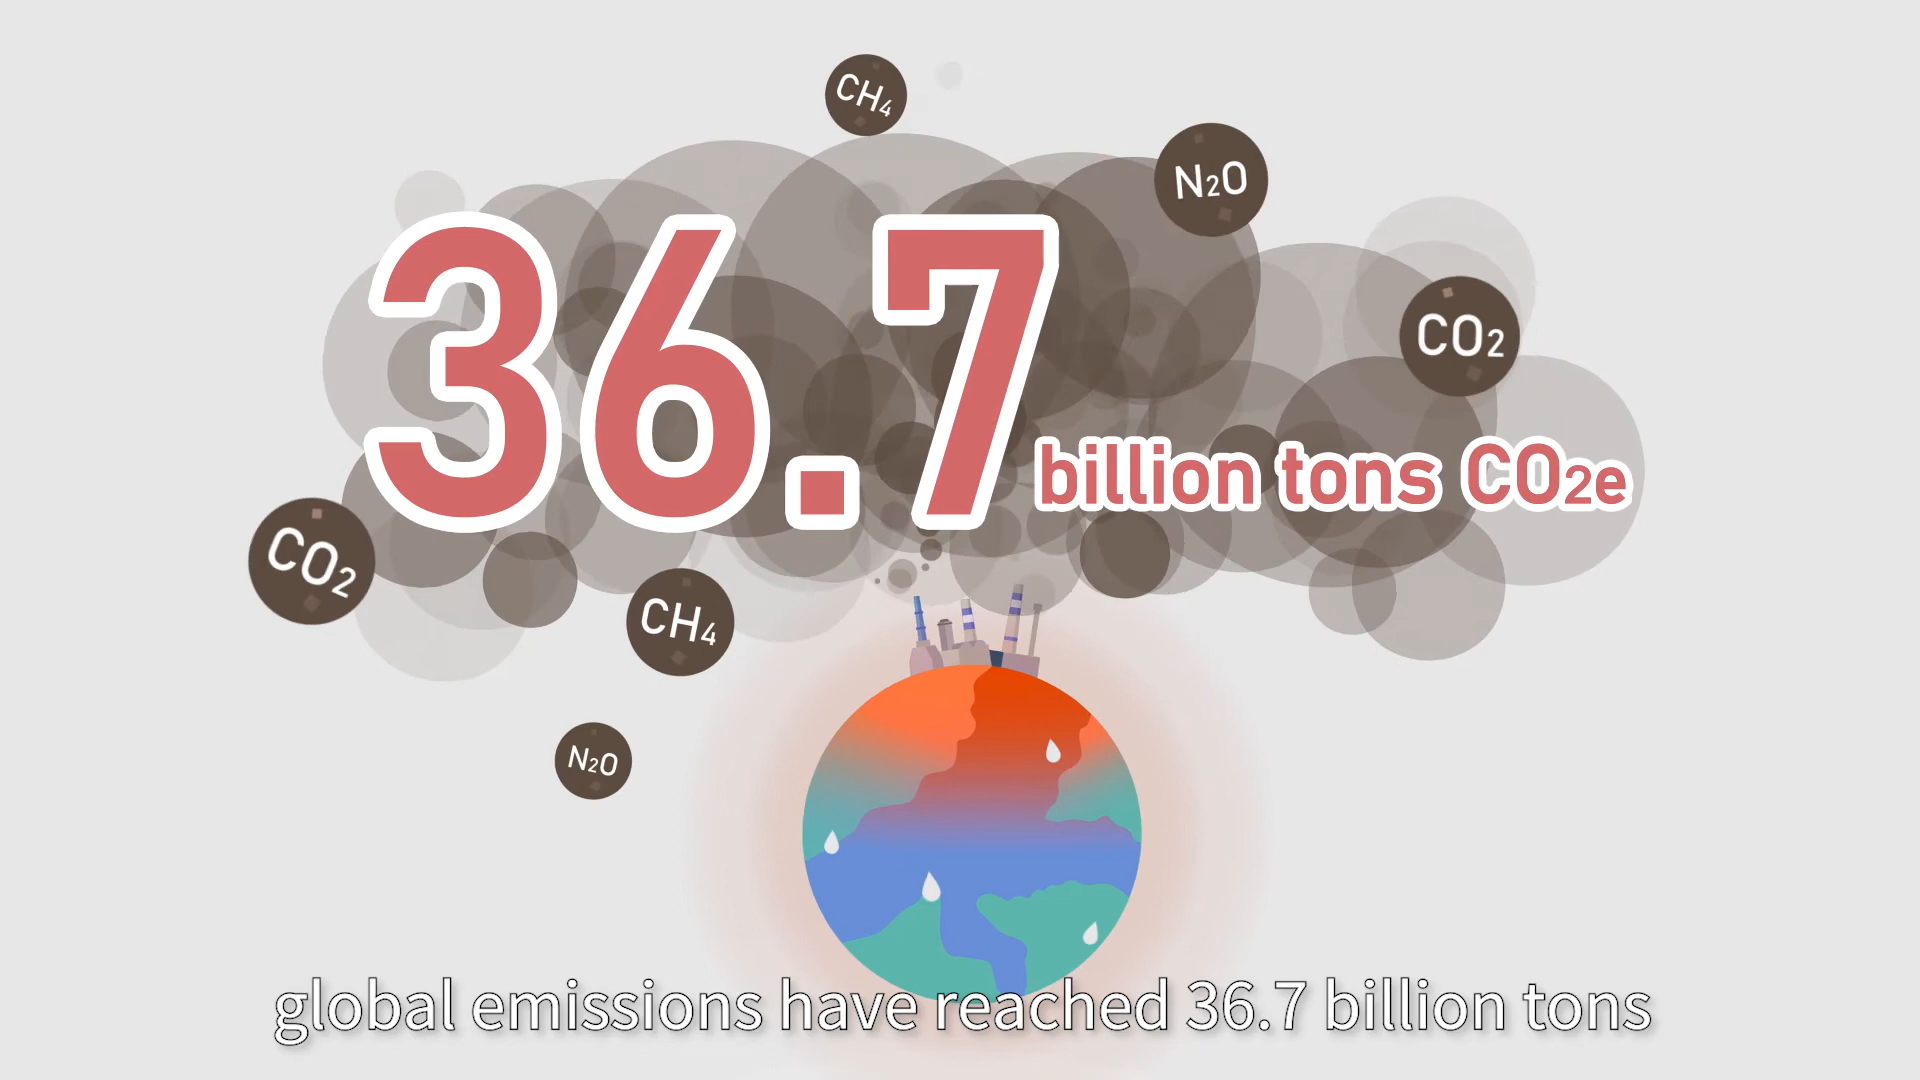 CH₄
N₂O
36.7 billion tons CO₂e
CO₂
CO₂
CH₄
N₂O
global emissions have reached 36.7 billion tons